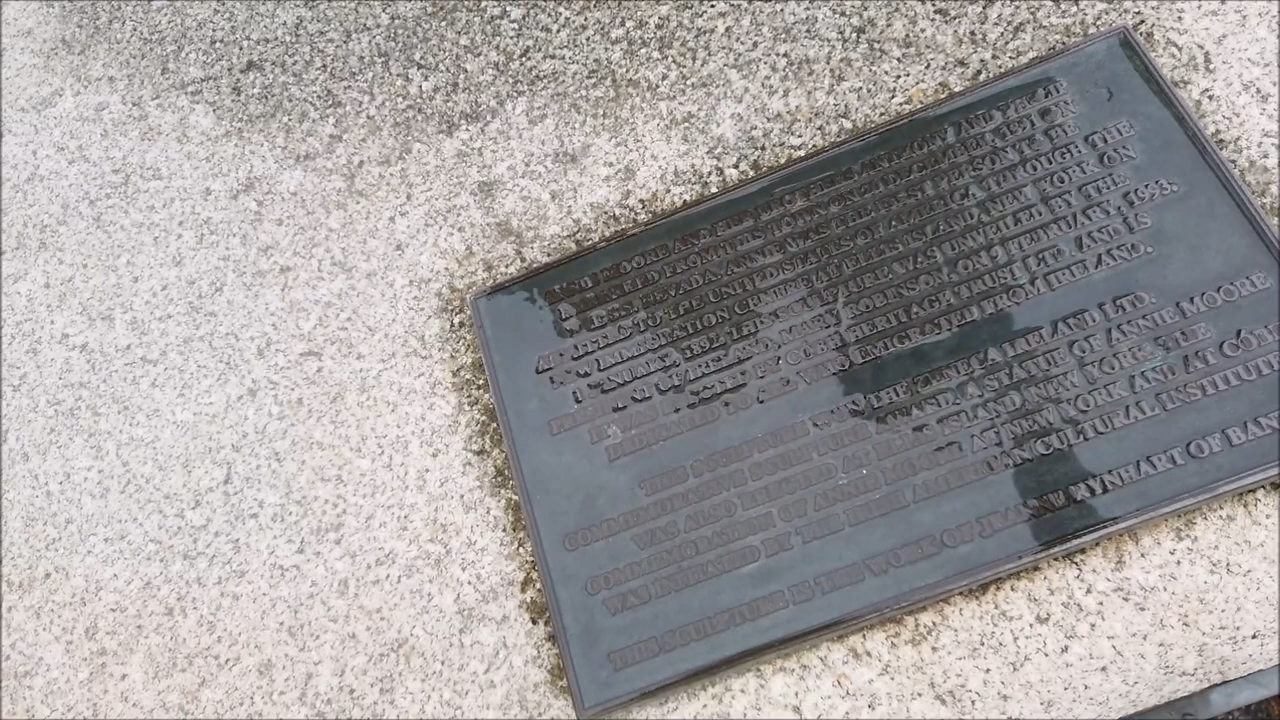 ANNIE MOORE AND HER BROTHERS ANTHONY AND PHILIP
DEPARTED FROM THIS TOWN ON 20 DECEMBER, 1891 ON
S.S. NEVADA. ANNIE WAS THE FIRST PERSON TO BE
ADMITTED TO THE UNITED STATES OF AMERICA THROUGH THE
NEW IMMIGRATION CENTRE AT ELLIS ISLAND, NEW YORK ON
1 JANUARY, 1892. THIS SCULPTURE WAS UNVEILED BY THE
PRESIDENT OF IRELAND, MARY ROBINSON, ON 9 FEBRUARY, 1993.
IT WAS ERECTED BY COBH HERITAGE TRUST LTD. AND IS
DEDICATED TO ALL WHO EMIGRATED FROM IRELAND.
THIS SCULPTURE WON THE ZENECA IRELAND LTD.
COMMEMORATIVE SCULPTURE AWARD. A STATUE OF ANNIE MOORE
WAS ALSO ERECTED AT ELLIS ISLAND, NEW YORK. THE
COMMEMORATION OF ANNIE MOORE AT NEW YORK AND AT CÓBH
WAS INITIATED BY THE IRISH AMERICAN CULTURAL INSTITUTE
THIS SCULPTURE IS THE WORK OF JEANNE RYNHART OF BAN